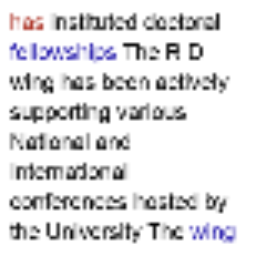 has instituted doctoral
fellowships The R D
wing has been actively
supporting various
National and
International
conferences hosted by
the University The wing